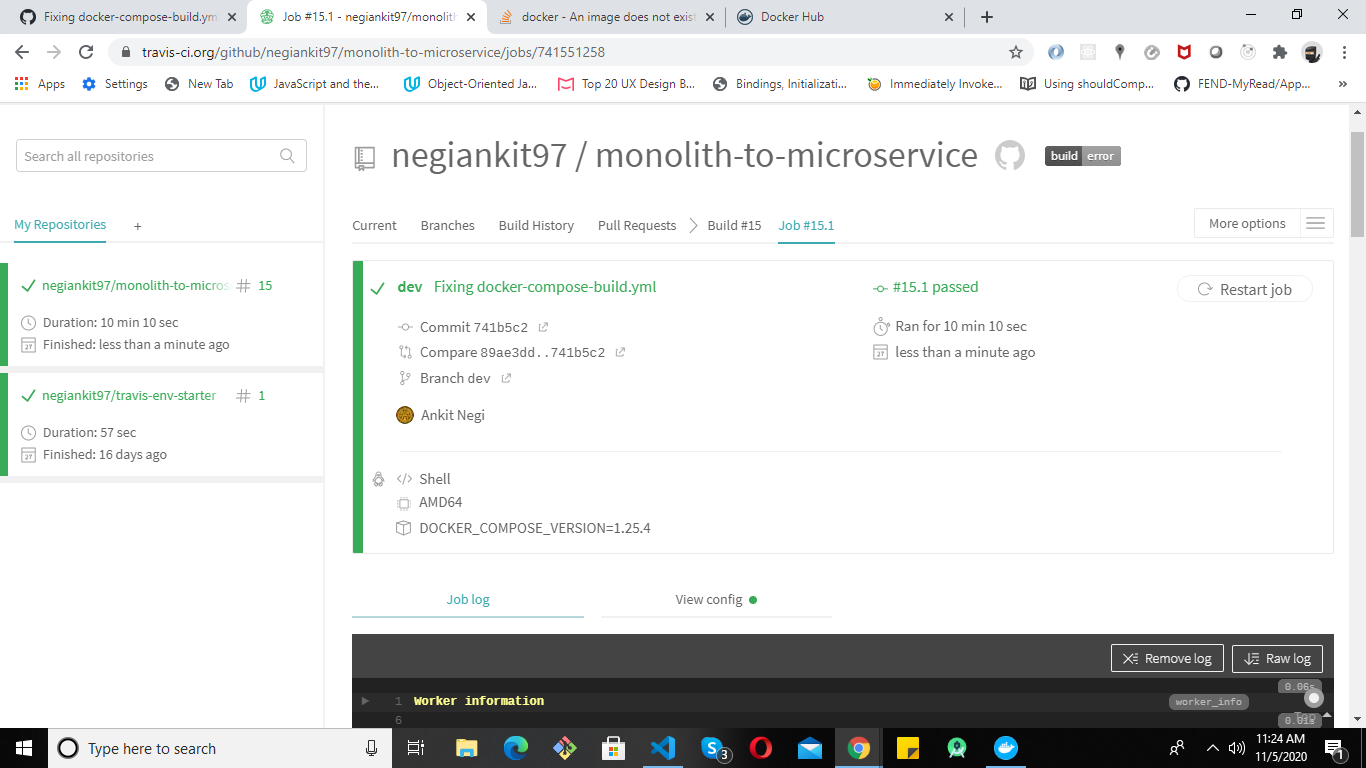 Fixing docker-compose-build.yml
Job #15.1 - negiankit97/monolith
docker - An image does not exist
Docker Hub
travis-ci.org/github/negiankit97/monolith-to-microservice/jobs/741551258
Apps
Settings
New Tab
JavaScript and the...
Object-Oriented Ja...
Top 20 UX Design B...
Bindings, Initializati...
Immediately Invoke...
Using shouldComp...
FEND-MyRead/App...
»
Search all repositories
My Repositories +
negiankit97/monolith-to-micros # 15
Duration: 10 min 10 sec
Finished: less than a minute ago
negiankit97/travis-env-starter # 1
Duration: 57 sec
Finished: 16 days ago
negiankit97 / monolith-to-microservice
build error
Current Branches Build History Pull Requests Build #15 Job #15.1
More options
dev Fixing docker-compose-build.yml
Commit 741b5c2
Compare 89ae3dd..741b5c2
Branch dev
Ankit Negi
#15.1 passed
Ran for 10 min 10 sec
less than a minute ago
Restart job
Shell
AMD64
DOCKER_COMPOSE_VERSION=1.25.4
Job log
View config
Remove log
Raw log
0.06s
1 Worker information
worker_info
6
0.01s
Top
Type here to search
3
11:24 AM
11/5/2020
1